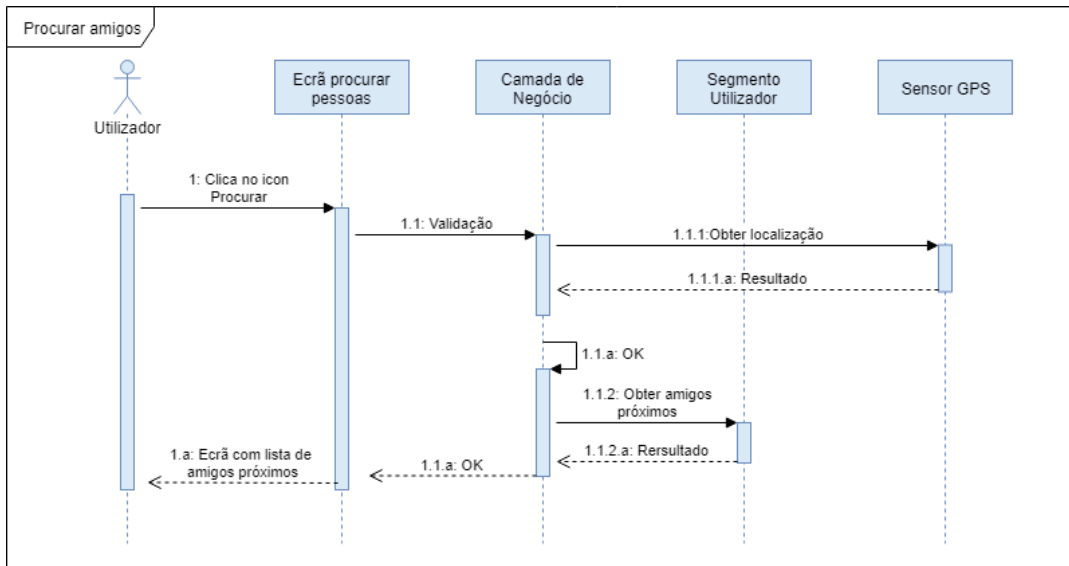 Procurar amigos
Utilizador
Ecrã procurar
pessoas
Camada de
Negócio
Segmento
Utilizador
Sensor GPS
1: Clica no icon
Procurar
1.1: Validação
1.1.1:Obter localização
1.1.1.a: Resultado
1.1.a: OK
1.1.2: Obter amigos
próximos
1.1.2.a: Rersultado
1.1.a: OK
1.a: Ecrã com lista de
amigos próximos